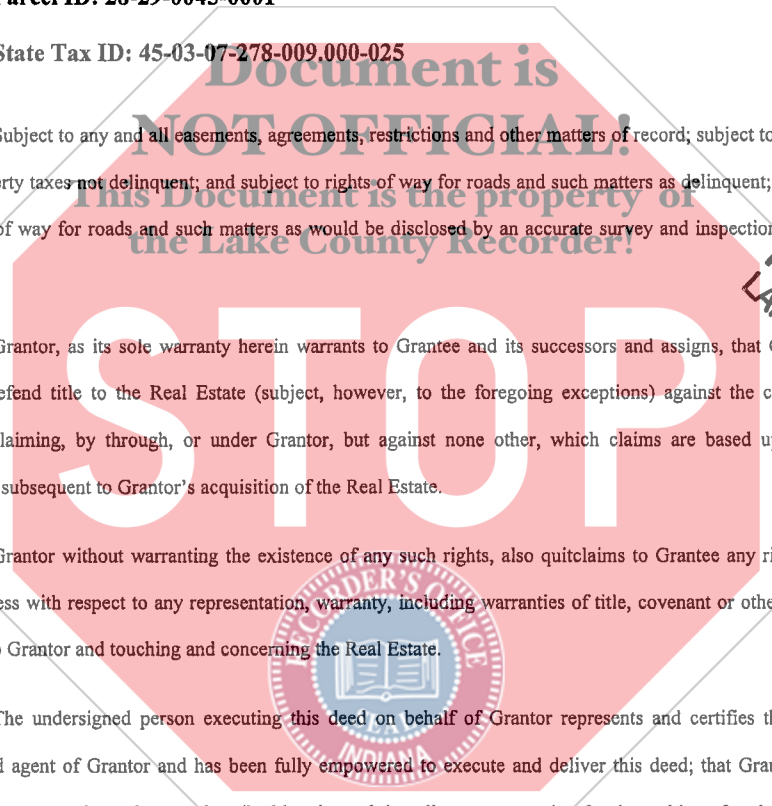 Parcel ID: 28-29-0043-0001
State Tax ID: 45-03-07-278-009.000-025
Document is
Subject to any and all easements, agreements, restrictions and other matters of record; subject to
NOT OFFICIAL!
erty taxes not delinquent; and subject to rights of way for roads and such matters as delinquent;
This Document is the property of
of way for roads and such matters as would be disclosed by an accurate survey and inspection
the Lake County Recorder!
STOP
Grantor, as its sole warranty herein warrants to Grantee and its successors and assigns, that
efend title to the Real Estate (subject, however, to the foregoing exceptions) against the c
laiming, by through, or under Grantor, but against none other, which claims are based u
subsequent to Grantor's acquisition of the Real Estate.
Grantor without warranting the existence of any such rights, also quitclaims to Grantee any ri
ess with respect to any representation, warranty, including warranties of title, covenant or othe
Grantor and touching and concerning the Real Estate.
RECORDER'S OFFICE
SEAL
INDIANA
The undersigned person executing this deed on behalf of Grantor represents and certifies th
d agent of Grantor and has been fully empowered to execute and deliver this deed; that Gran